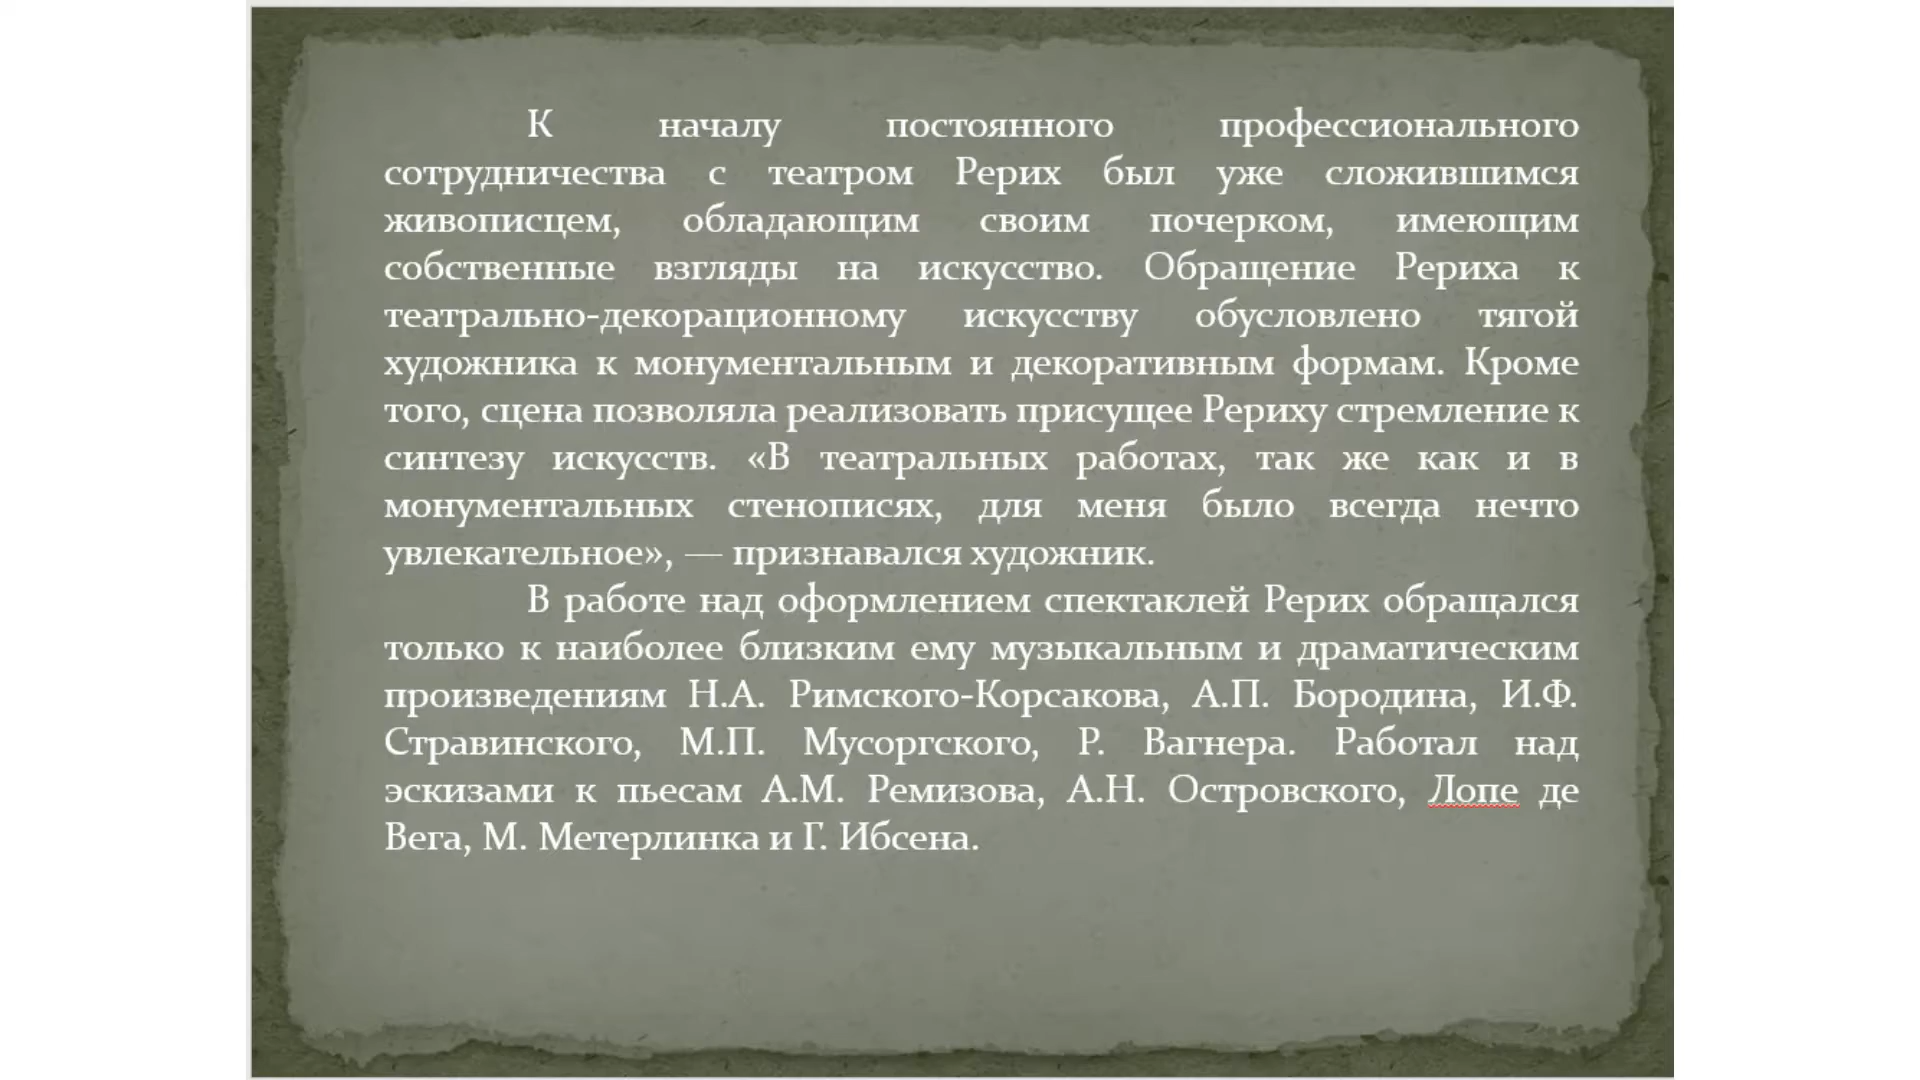 К началу постоянного профессионального
сотрудничества с театром Рерих был уже сложившимся
живописцем, обладающим своим почерком, имеющим
собственные взгляды на искусство. Обращение Рериха к
театрально-декорационному искусству обусловлено тягой
художника к монументальным и декоративным формам. Кроме
того, сцена позволяла реализовать присущее Рериху стремление к
синтезу искусств. «В театральных работах, так же как и в
монументальных стенописях, для меня было всегда нечто
увлекательное», — признавался художник.
В работе над оформлением спектаклей Рерих обращался
только к наиболее близким ему музыкальным и драматическим
произведениям Н.А. Римского-Корсакова, А.П. Бородина, И.Ф.
Стравинского, М.П. Мусоргского, Р. Вагнера. Работал над
эскизами к пьесам А.М. Ремизова, А.Н. Островского, Лопе де
Вега, М. Метерлинка и Г. Ибсена.